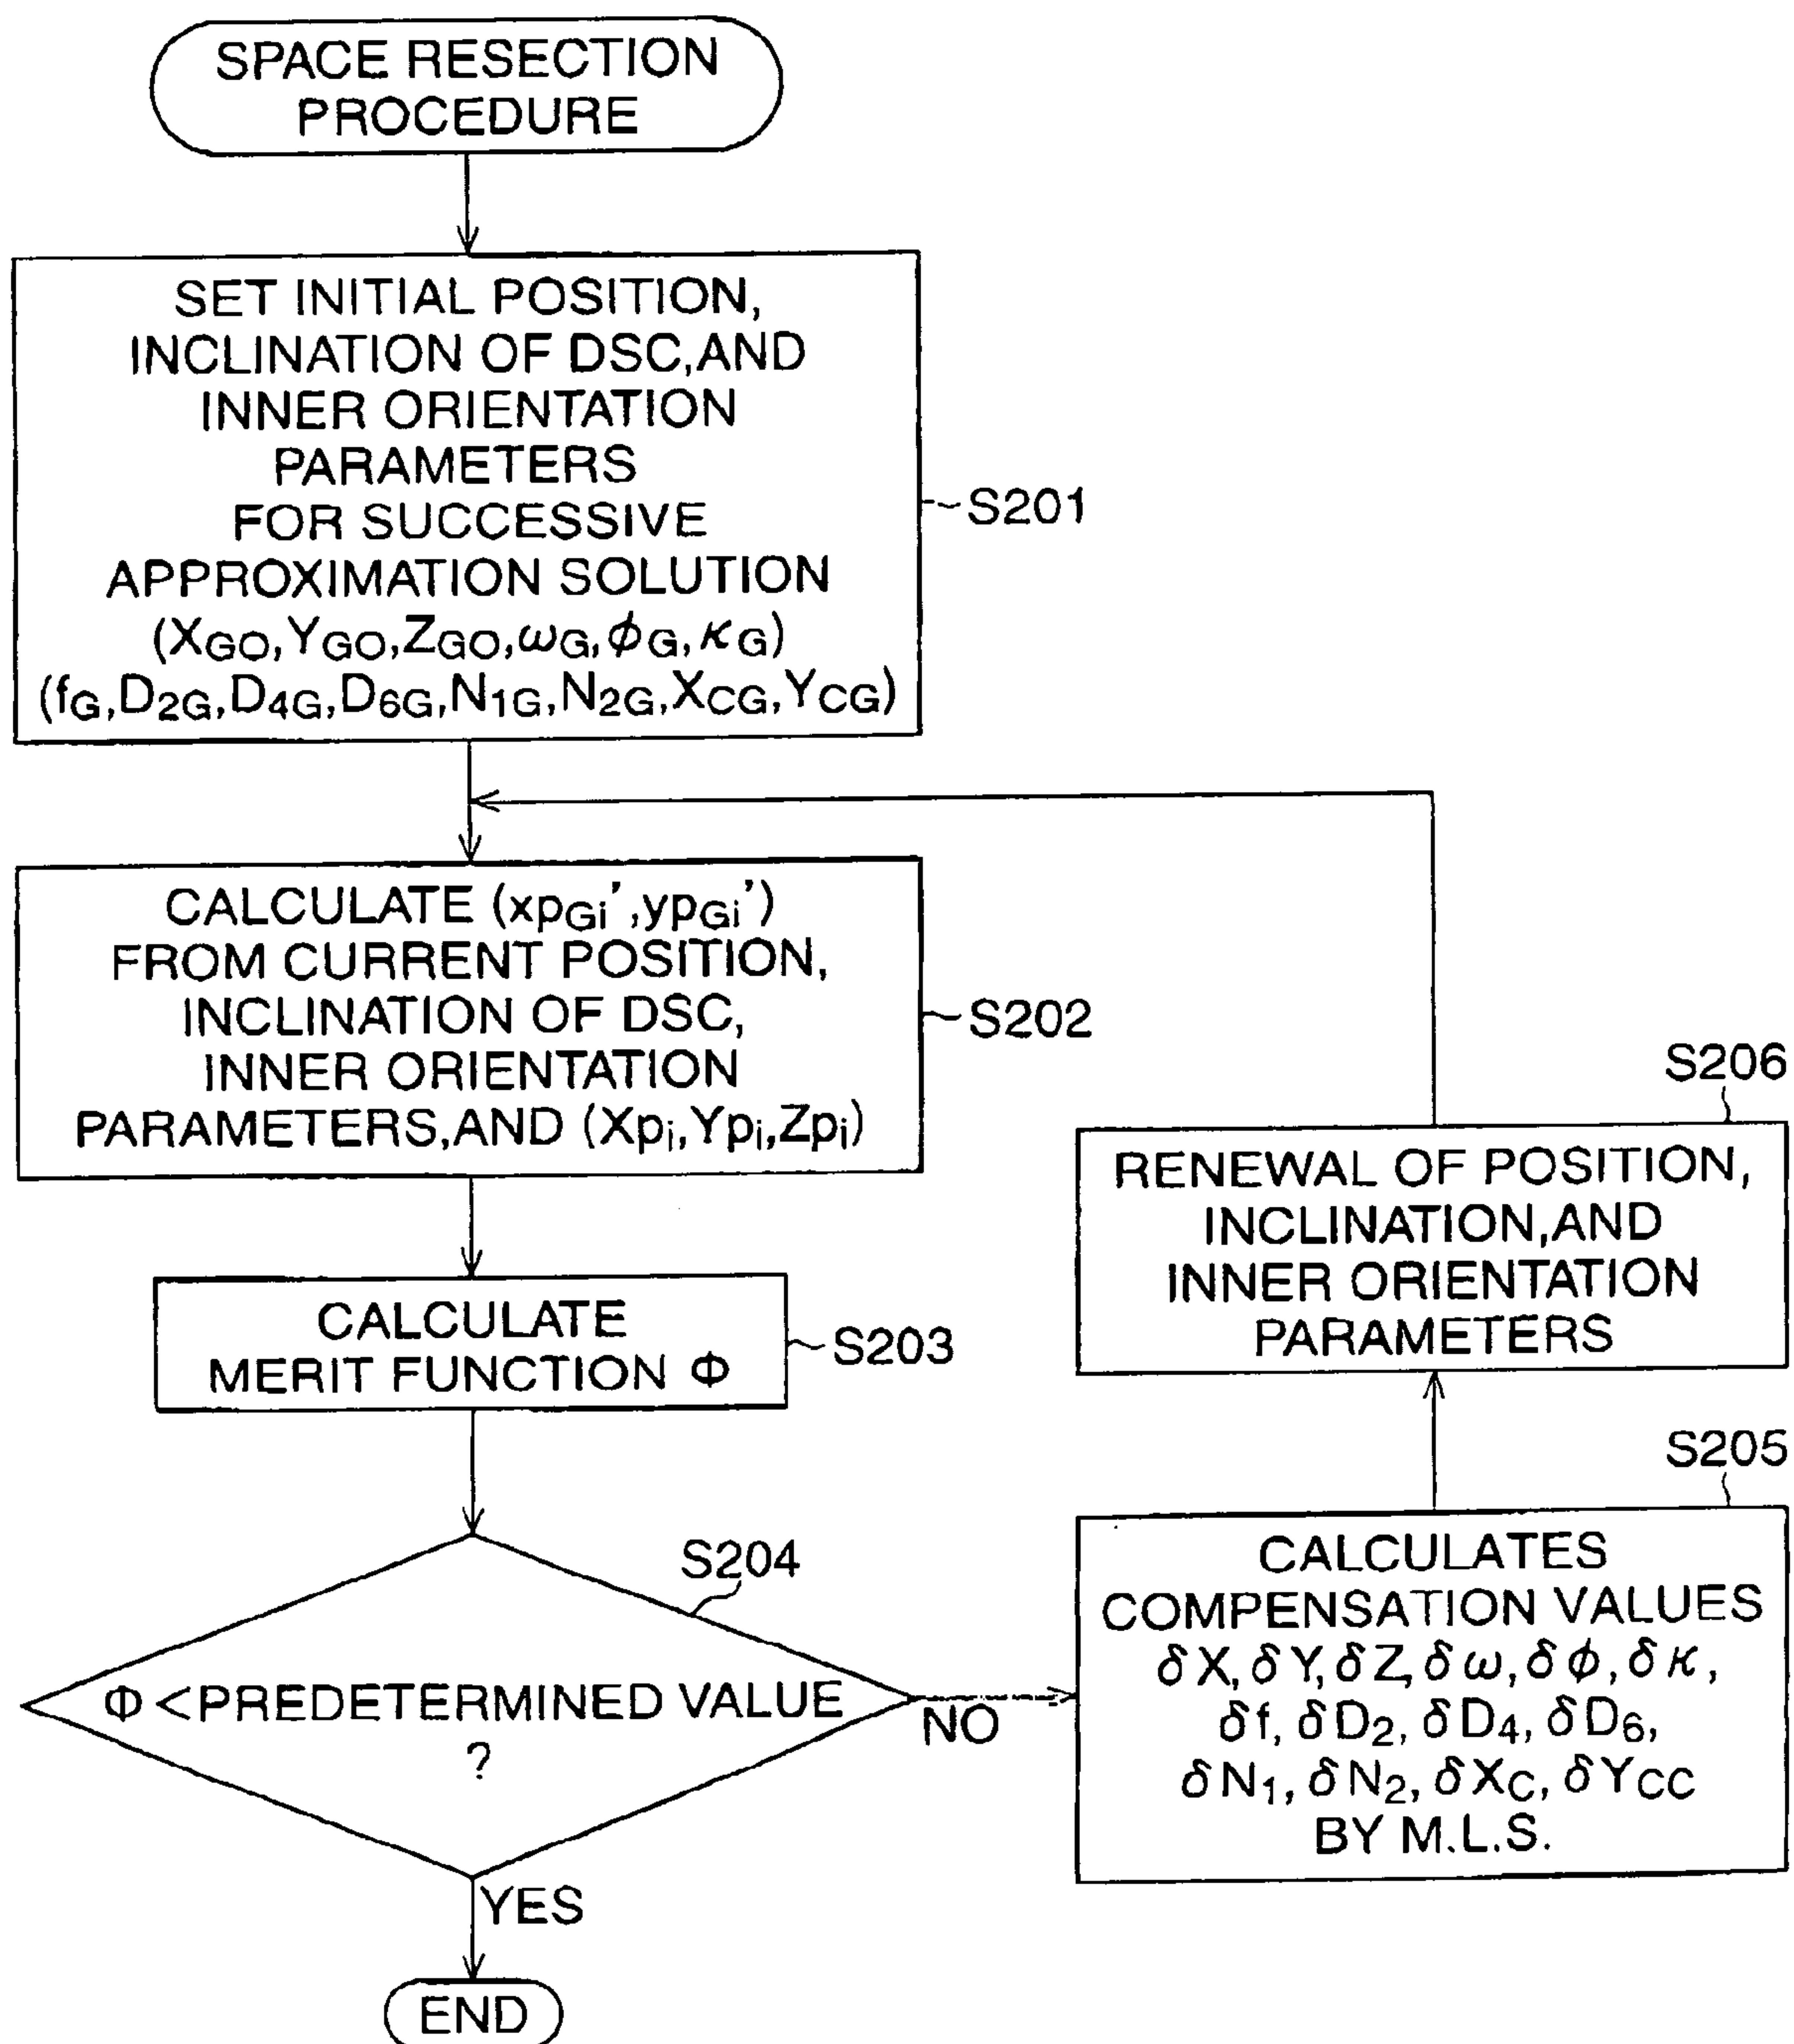 SPACE RESECTION
PROCEDURE
SET INITIAL POSITION,
INCLINATION OF DSC,AND
INNER ORIENTATION
PARAMETERS
FOR SUCCESSIVE
APPROXIMATION SOLUTION
(XGO,YGO,ZGO,ωG,ϕG,κG)
(fG,D2G,D4G,D6G,N1G,N2G,XCG,YCG)
S201
CALCULATE (xpGi',ypGi')
FROM CURRENT POSITION,
INCLINATION OF DSC,
INNER ORIENTATION
PARAMETERS,AND (Xpi,Ypi,Zpi)
S202
CALCULATE
MERIT FUNCTION Φ
S203
S204
Φ<PREDETERMINED VALUE
?
NO
YES
END
S205
CALCULATES
COMPENSATION VALUES
δX,δY,δZ,δω,δϕ,δκ,
δf,δD2,δD4,δD6,
δN1,δN2,δXC,δYCC
BY M.L.S.
S206
RENEWAL OF POSITION,
INCLINATION,AND
INNER ORIENTATION
PARAMETERS